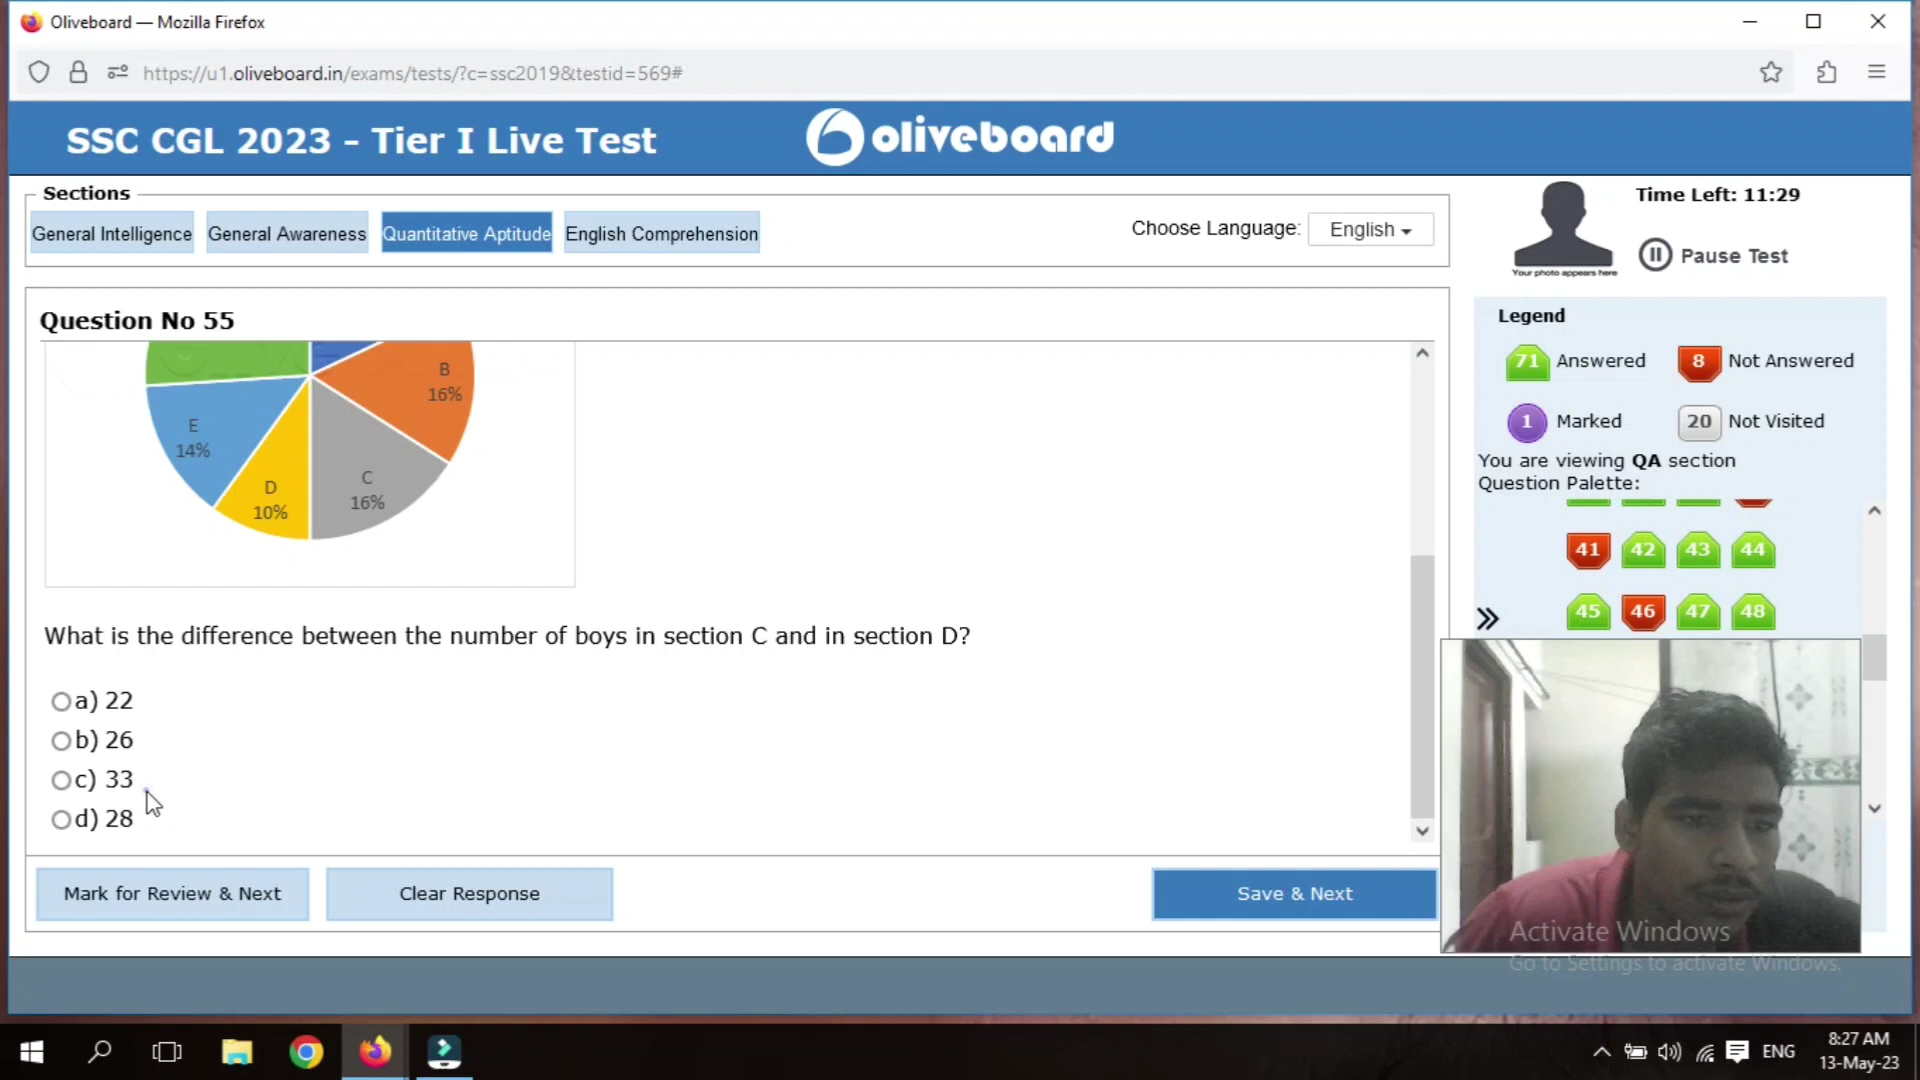 Oliveboard — Mozilla Firefox
https://u1.oliveboard.in/exams/tests/?c=ssc2019&testid=569#
SSC CGL 2023 - Tier I Live Test
oliveboard
Sections
General Intelligence
General Awareness
Quantitative Aptitude
English Comprehension
Choose Language:
English
Your photo appears here
Time Left: 11:29
Pause Test
Question No 55
B
16%
E
14%
C
16%
D
10%
What is the difference between the number of boys in section C and in section D?
a) 22
b) 26
c) 33
d) 28
Mark for Review & Next
Clear Response
Save & Next
Legend
71 Answered
8 Not Answered
1 Marked
20 Not Visited
You are viewing QA section
Question Palette:
41 42 43 44
45 46 47 48
Activate Windows
Go to Settings to activate Windows.
ENG
8:27 AM
13-May-23